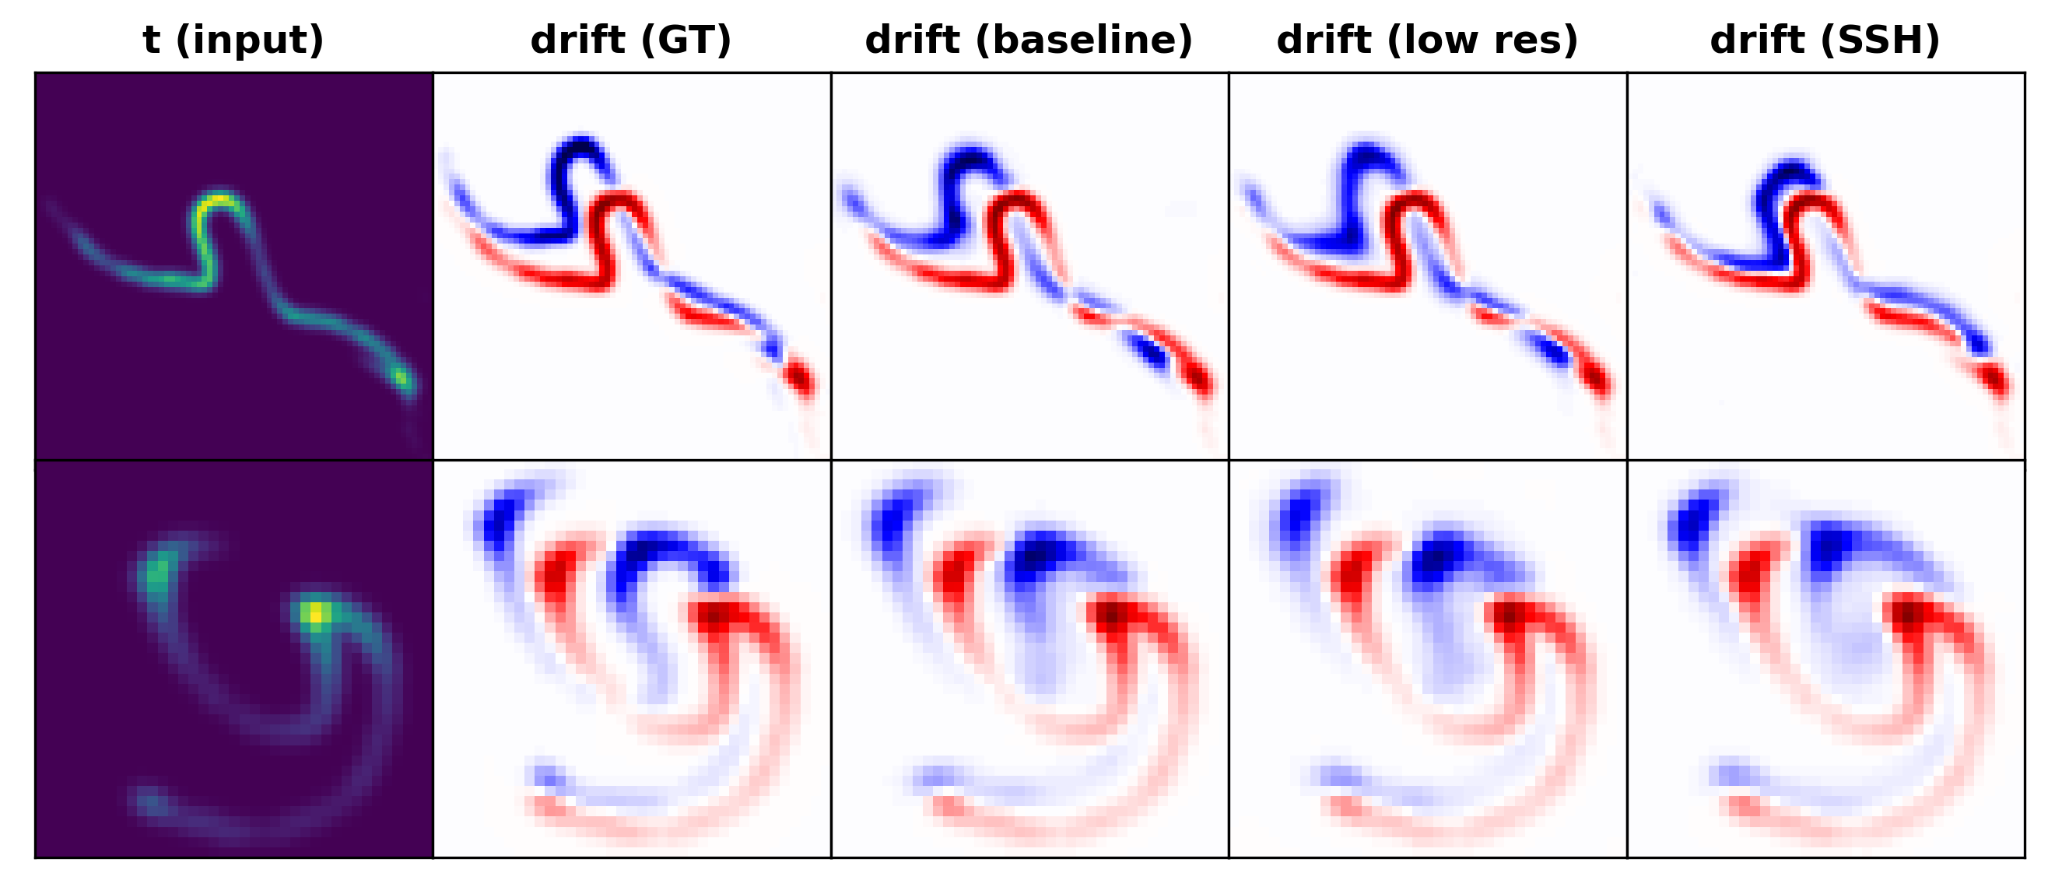 t (input) drift (GT) drift (baseline) drift (low res) drift (SSH)